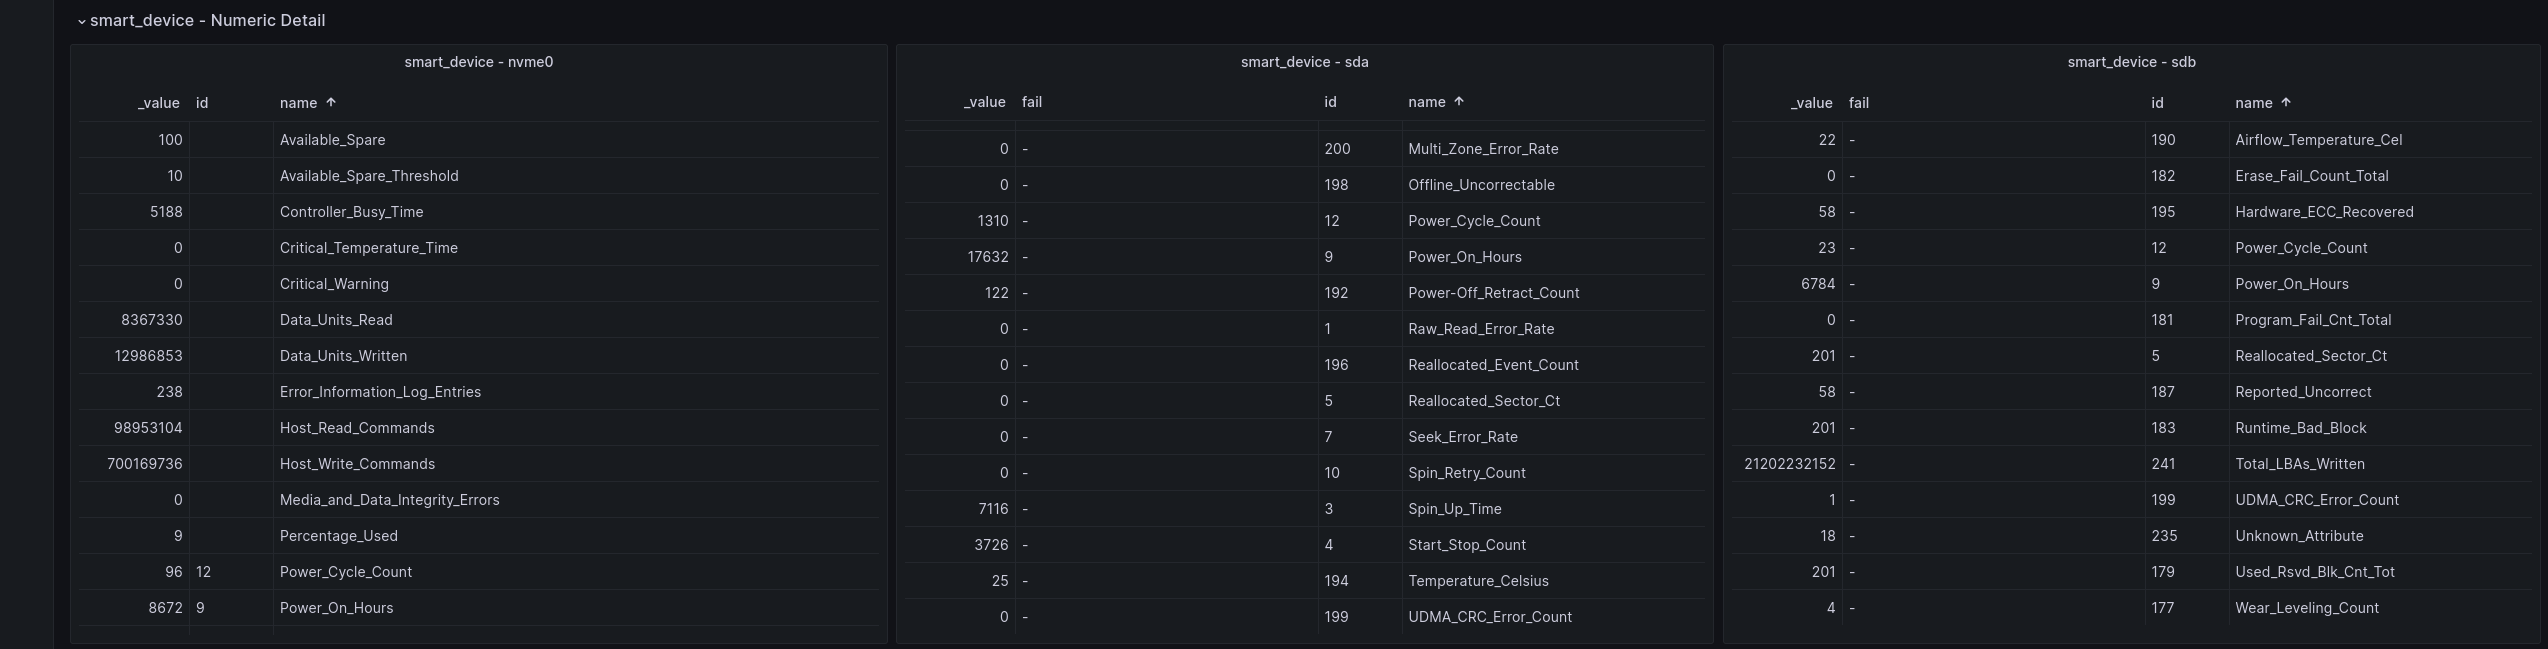 smart_device - Numeric Detail
smart_device - nvme0
_value id name
100 Available_Spare
10 Available_Spare_Threshold
5188 Controller_Busy_Time
0 Critical_Temperature_Time
0 Critical_Warning
8367330 Data_Units_Read
12986853 Data_Units_Written
238 Error_Information_Log_Entries
98953104 Host_Read_Commands
700169736 Host_Write_Commands
0 Media_and_Data_Integrity_Errors
9 Percentage_Used
96 12 Power_Cycle_Count
8672 9 Power_On_Hours
smart_device - sda
_value fail id name
0 - 200 Multi_Zone_Error_Rate
0 - 198 Offline_Uncorrectable
1310 - 12 Power_Cycle_Count
17632 - 9 Power_On_Hours
122 - 192 Power-Off_Retract_Count
0 - 1 Raw_Read_Error_Rate
0 - 196 Reallocated_Event_Count
0 - 5 Reallocated_Sector_Ct
0 - 7 Seek_Error_Rate
0 - 10 Spin_Retry_Count
7116 - 3 Spin_Up_Time
3726 - 4 Start_Stop_Count
25 - 194 Temperature_Celsius
0 - 199 UDMA_CRC_Error_Count
smart_device - sdb
_value fail id name
22 - 190 Airflow_Temperature_Cel
0 - 182 Erase_Fail_Count_Total
58 - 195 Hardware_ECC_Recovered
23 - 12 Power_Cycle_Count
6784 - 9 Power_On_Hours
0 - 181 Program_Fail_Cnt_Total
201 - 5 Reallocated_Sector_Ct
58 - 187 Reported_Uncorrect
201 - 183 Runtime_Bad_Block
21202232152 - 241 Total_LBAs_Written
1 - 199 UDMA_CRC_Error_Count
18 - 235 Unknown_Attribute
201 - 179 Used_Rsvd_Blk_Cnt_Tot
4 - 177 Wear_Leveling_Count